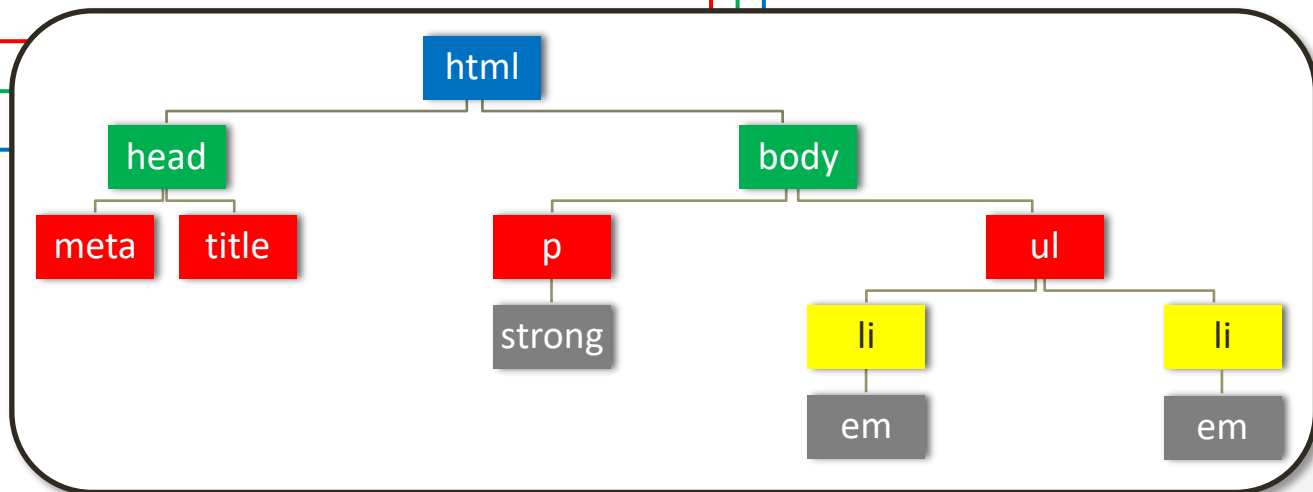 html
head body
meta title p ul
strong li li
em em